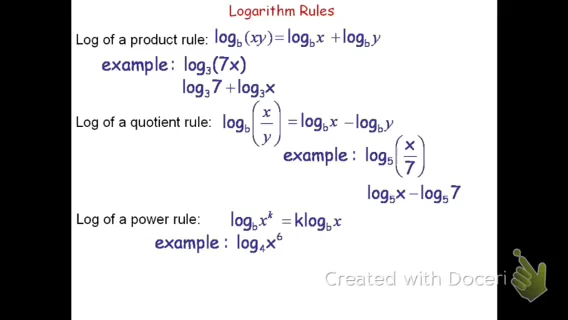 Logarithm Rules
Log of a product rule: log_b(xy)=log_b x+log_b y
example: log_3(7x)
log_3 7+log_3 x
Log of a quotient rule: log_b(x/y)=log_b x-log_b y
example: log_5(x/7)
log_5 x-log_5 7
Log of a power rule: log_b x^k=klog_b x
example: log_4 x^6
Created with Doceri